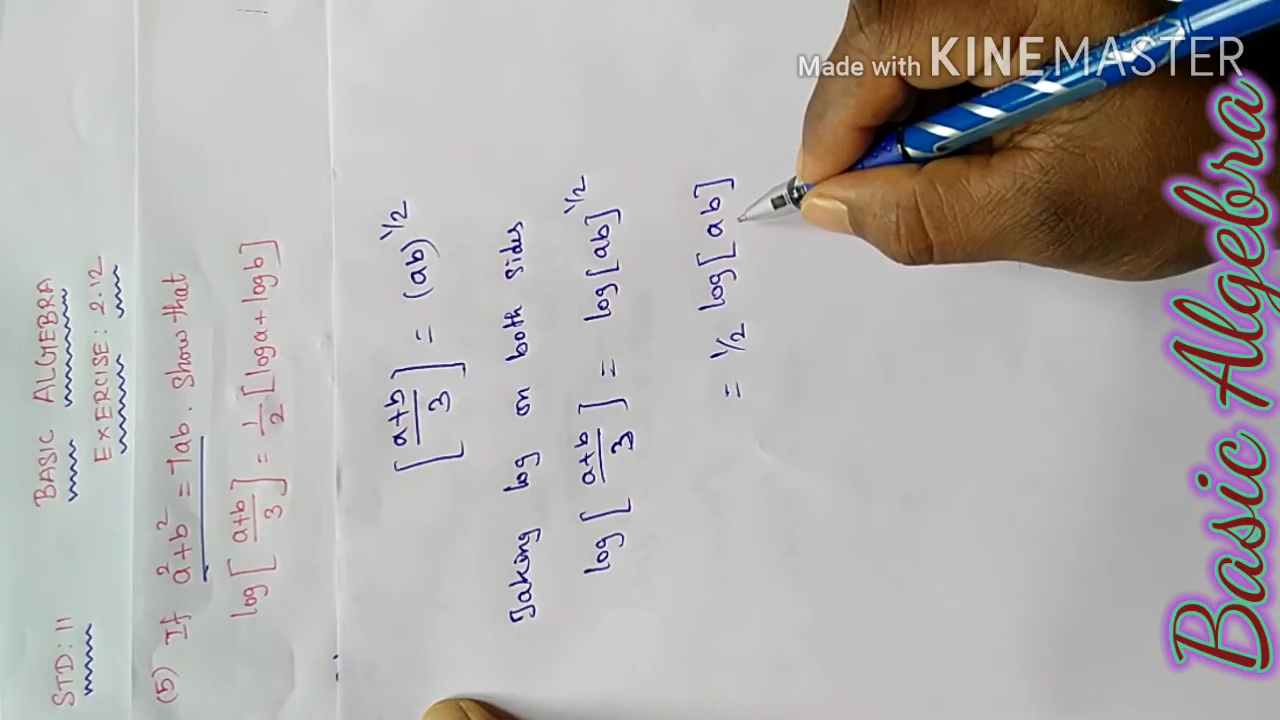 STD: 11 BASIC ALGEBRA
EXERCISE: 2.12
(5) If a²+b² = 7ab. Show that
log[a+b/3] = 1/2 [log a + log b]
[a+b/3] = (ab)^1/2
Taking log on both sides
log[a+b/3] = log[ab]^1/2
= 1/2 log[ab]
Made with KINEMASTER
Basic Algebra